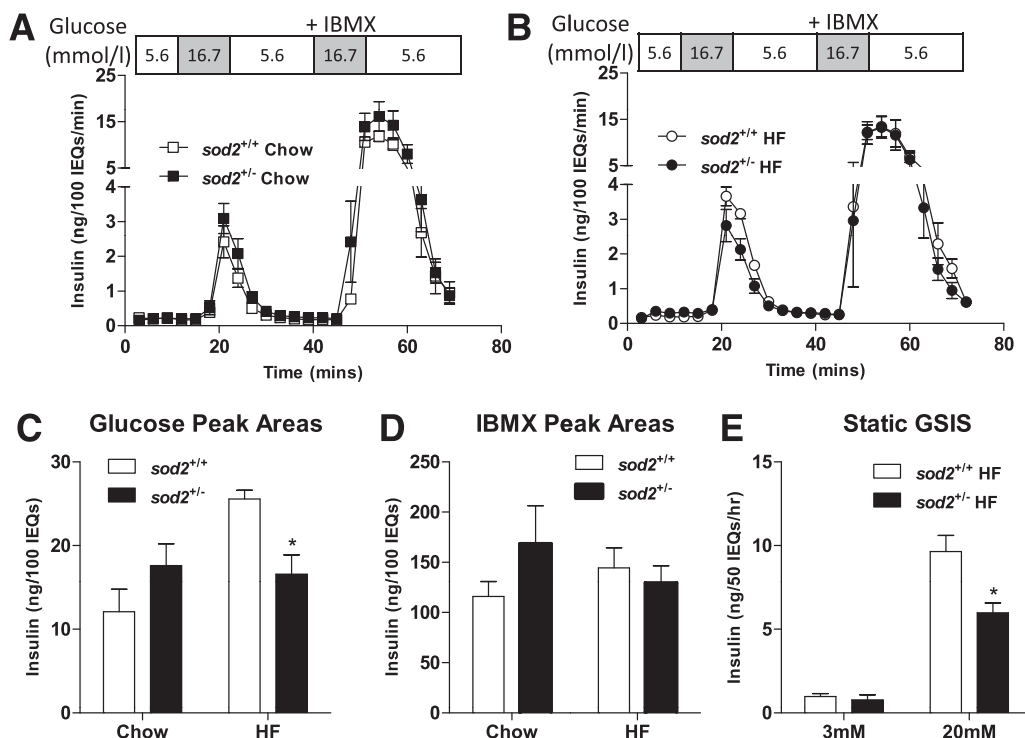 A
Glucose + IBMX
(mmol/l) 5.6 16.7 5.6 16.7 5.6
Insulin (ng/100 IEQs/min)
25
15
5
4
3
2
1
0
sod2+/+ Chow
sod2+/- Chow
0 20 40 60 80
Time (mins)
B
Glucose + IBMX
(mmol/l) 5.6 16.7 5.6 16.7 5.6
Insulin (ng/100 IEQs/min)
25
15
5
4
3
2
1
0
sod2+/+ HF
sod2+/- HF
0 20 40 60 80
Time (mins)
C Glucose Peak Areas
Insulin (ng/100 IEQs)
30
20
10
0
sod2+/+
sod2+/-
*
Chow HF
D IBMX Peak Areas
Insulin (ng/100 IEQs)
250
200
150
100
50
0
sod2+/+
sod2+/-
Chow HF
E Static GSIS
Insulin (ng/50 IEQs/hr)
15
10
5
0
sod2+/+ HF
sod2+/- HF
*
3mM 20mM